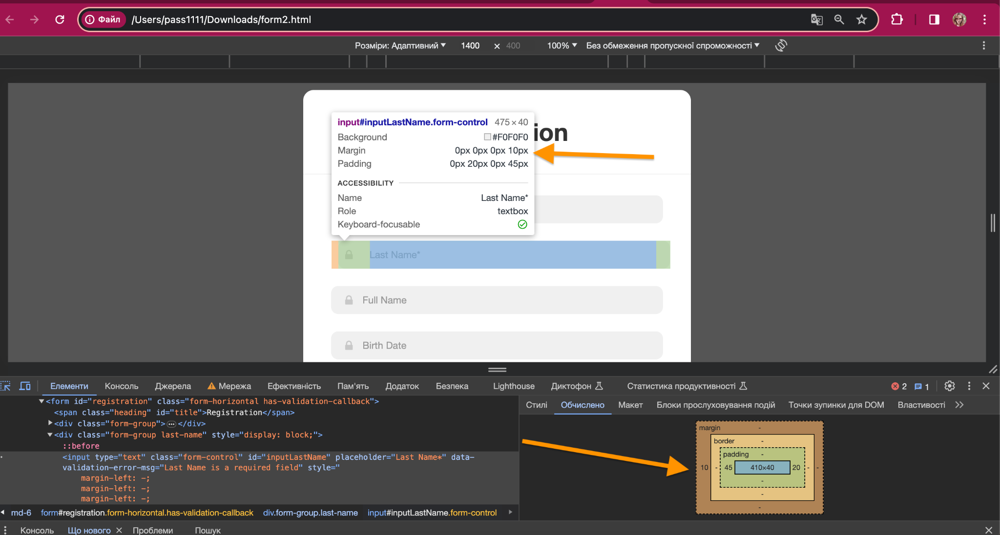 Файл /Users/pass1111/Downloads/form2.html
Розміри: Адаптивний 1400 × 400 100% Без обмеження пропускної спроможності
input#inputLastName.form-control 475 × 40
ion
Background #F0F0F0
Margin 0px 0px 0px 10px
Padding 0px 20px 0px 45px
ACCESSIBILITY
Name Last Name*
Role textbox
Keyboard-focusable
Last Name*
Full Name
Birth Date
Елементи Консоль Джерела Мережа Ефективність Пам'ять Додаток Безпека Lighthouse Диктофон Статистика продуктивності 2 1
<form id="registration" class="form-horizontal has-validation-callback">
<span class="heading" id="title">Registration</span>
<div class="form-group">…</div>
<div class="form-group last-name" style="display: block;">
::before
<input type="text" class="form-control" id="inputLastName" placeholder="Last Name*" data-
validation-error-msg="Last Name is a required field" style="
margin-left: -;
margin-left: -;
margin-left: -;
md-6 form#registration.form-horizontal.has-validation-callback div.form-group.last-name input#inputLastName.form-control
Стилі Обчислено Макет Блоки прослуховування подій Точки зупинки для DOM Властивості
margin -
border -
padding -
10 - 45 410×40 20 - -
-
-
-
Консоль Що нового Проблеми Пошук